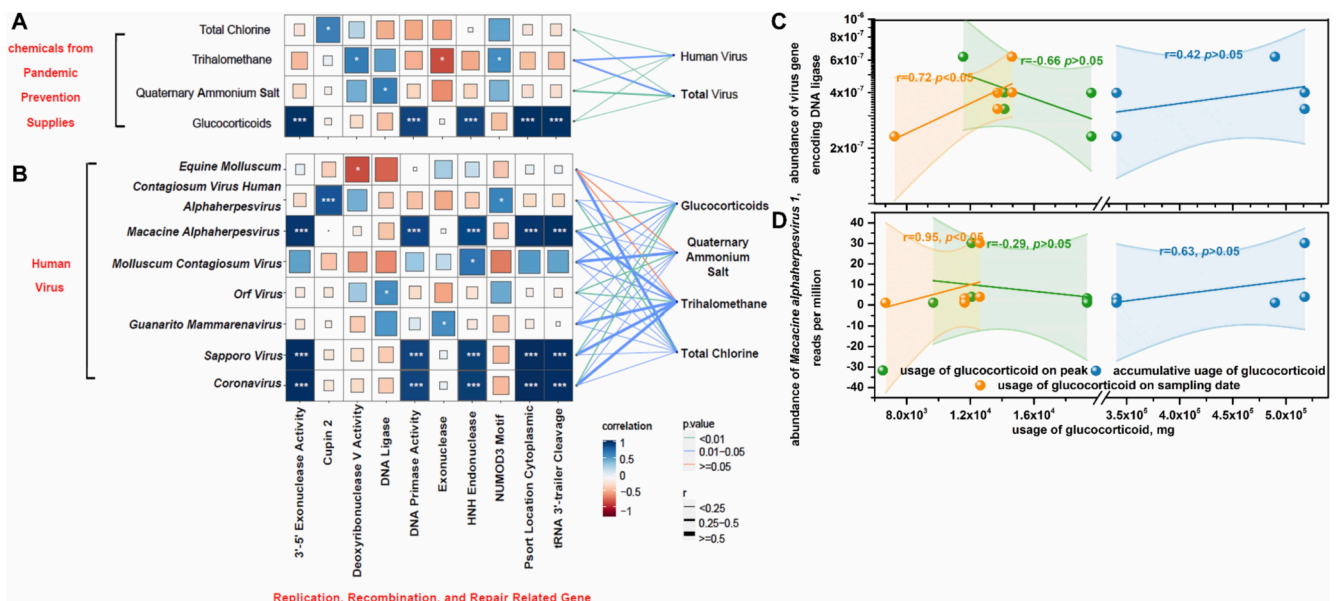 A
chemicals from
Pandemic
Prevention
Supplies
Total Chlorine
*
Trihalomethane
* * *
Quaternary Ammonium Salt
*
Glucocorticoids
*** *** *** *** ***
Human Virus
Total Virus
B
Human
Virus
Equine Molluscum
*
Contagiosum Virus Human
Alphaherpesvirus
*** *
Macacine Alphaherpesvirus
*** *** *** *** ***
Molluscum Contagiosum Virus
*
Orf Virus
*
Guanarito Mammarenavirus
*
Sapporo Virus
*** *** *** *** ***
Coronavirus
*** *** *** *** ***
Glucocorticoids
Quaternary
Ammonium
Salt
Trihalomethane
Total Chlorine
3'-5' Exonuclease Activity
Cupin 2
Deoxyribonuclease V Activity
DNA Ligase
DNA Primase Activity
Exonuclease
HNH Endonuclease
NUMOD3 Motif
Psort Location Cytoplasmic
tRNA 3'-trailer Cleavage
Replication, Recombination, and Repair Related Gene
correlation
1
0.5
0
−0.5
−1
p.value
<0.01
0.01−0.05
>=0.05
r
<0.25
0.25−0.5
>=0.5
C
abundance of virus gene
encoding DNA ligase
10⁻⁶
8x10⁻⁷
6x10⁻⁷
4x10⁻⁷
2x10⁻⁷
r=0.72 p<0.05
r=-0.66 p>0.05
r=0.42 p>0.05
D
abundance of Macacine alphaherpesvirus 1,
reads per million
40
30
20
10
0
-10
-20
-30
-40
r=0.95, p<0.05
r=-0.29, p>0.05
r=0.63, p>0.05
usage of glucocorticoid on peak
accumulative uage of glucocorticoid
usage of glucocorticoid on sampling date
8.0x10³ 1.2x10⁴ 1.6x10⁴ 3.5x10⁵ 4.0x10⁵ 4.5x10⁵ 5.0x10⁵
usage of glucocorticoid, mg